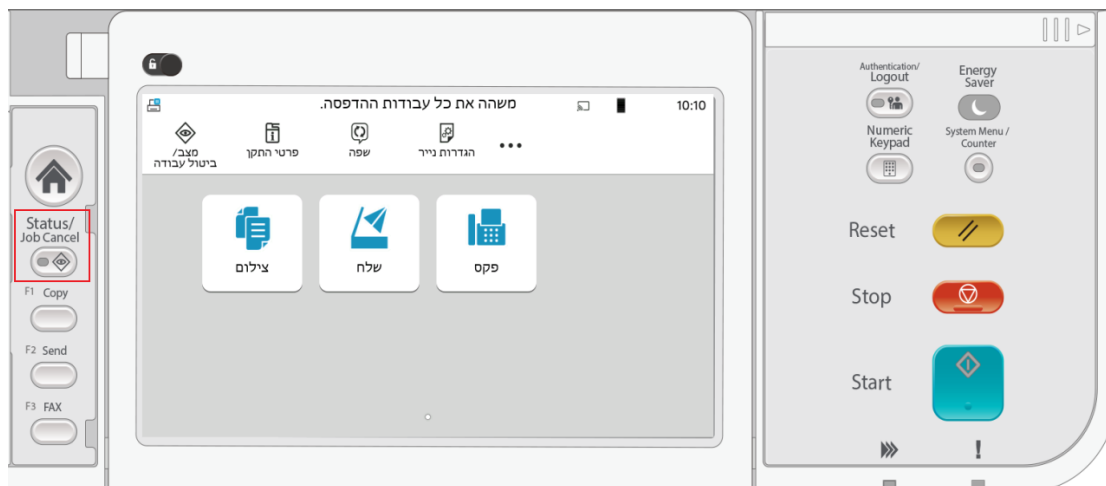 משהה את כל עבודות ההדפסה.
10:10
מצב/
ביטול עבודה
פרטי התקן
שפה
הגדרות נייר
צילום
שלח
פקס
Status/
Job Cancel
F1 Copy
F2 Send
F3 FAX
Authentication/
Logout
Energy
Saver
Numeric
Keypad
System Menu /
Counter
Reset
Stop
Start